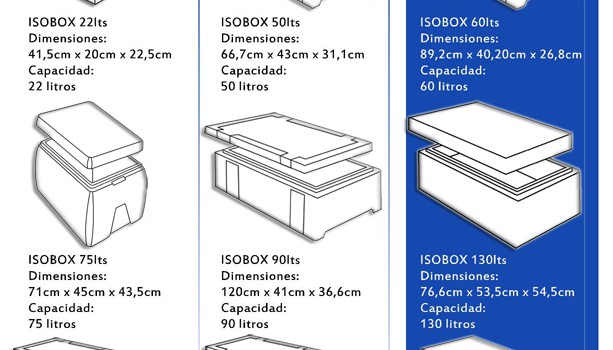 ISOBOX 22lts
Dimensiones:
41,5cm x 20cm x 22,5cm
Capacidad:
22 litros
ISOBOX 50lts
Dimensiones:
66,7cm x 43cm x 31,1cm
Capacidad:
50 litros
ISOBOX 60lts
Dimensiones:
89,2cm x 40,20cm x 26,8cm
Capacidad:
60 litros
ISOBOX 75lts
Dimensiones:
71cm x 45cm x 43,5cm
Capacidad:
75 litros
ISOBOX 90lts
Dimensiones:
120cm x 41cm x 36,6cm
Capacidad:
90 litros
ISOBOX 130lts
Dimensiones:
76,6cm x 53,5cm x 54,5cm
Capacidad:
130 litros